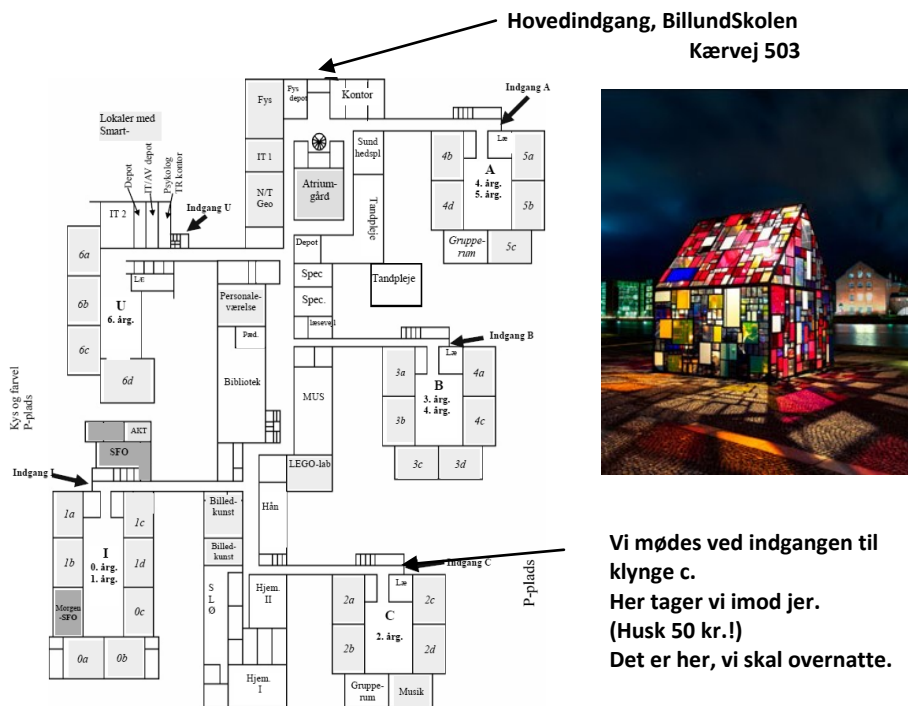 Hovedindgang, BillundSkolen
Kærvej 503
Fys
Fys
depot
Kontor
Indgang A
Lokaler med
Smart-
Depot
IT/AV depot
Psykolog
TR kontor
IT 1
N/T
Geo
Atrium-
gård
Sund
hedspl
Tandpleje
Læ
4b
5a
A
4. årg.
5. årg.
4d
5b
Gruppe-
rum
5c
IT 2
Indgang U
6a
Læ
6b
U
6. årg.
6c
6d
Depot
Spec
Spec.
Tandpleje
Personale-
værelse
Pæd.
Bibliotek
Indgang B
Læ
3a
4a
B
3. årg.
4. årg.
3b
4c
3c
3d
MUS
LEGO-lab
Kys og farvel
P-plads
AKT
SFO
Indgang I
1a
1c
I
0. årg.
1. årg.
1b
1d
Morgen
-SFO
0c
0a
0b
Billed-
kunst
Billed-
kunst
S
L
Ø
Hån
Hjem.
II
Hjem.
I
Indgang C
P-plads
Læ
2a
2c
C
2. årg.
2b
2d
Gruppe-
rum
Musik
Vi mødes ved indgangen til
klynge c.
Her tager vi imod jer.
(Husk 50 kr.!)
Det er her, vi skal overnatte.